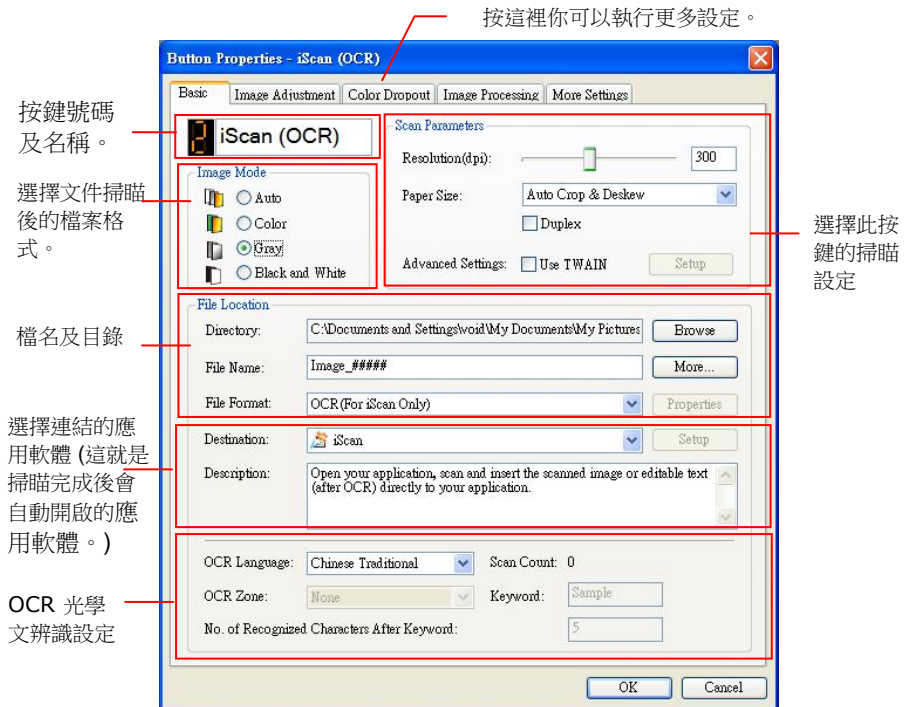 按這裡你可以執行更多設定。
Button Properties - iScan (OCR)
Basic Image Adjustment Color Dropout Image Processing More Settings
按鍵號碼
及名稱。
2 iScan (OCR)
Scan Parameters
Resolution(dpi): 300
Paper Size: Auto Crop & Deskew
Duplex
Advanced Settings: Use TWAIN Setup
選擇此按
鍵的掃瞄
設定
選擇文件掃瞄
後的檔案格
式。
Image Mode
Auto
Color
Gray
Black and White
檔名及目錄
File Location
Directory: C:\Documents and Settings\void\My Documents\My Pictures Browse
File Name: Image_##### More...
File Format: OCR(For iScan Only) Properties
選擇連結的應
用軟體 (這就是
掃瞄完成後會
自動開啟的應
用軟體。)
Destination: iScan Setup
Description: Open your application, scan and insert the scanned image or editable text
(after OCR) directly to your application.
OCR 光學
文辨識設定
OCR Language: Chinese Traditional Scan Count: 0
OCR Zone: None Keyword: Sample
No. of Recognized Characters After Keyword: 5
OK Cancel